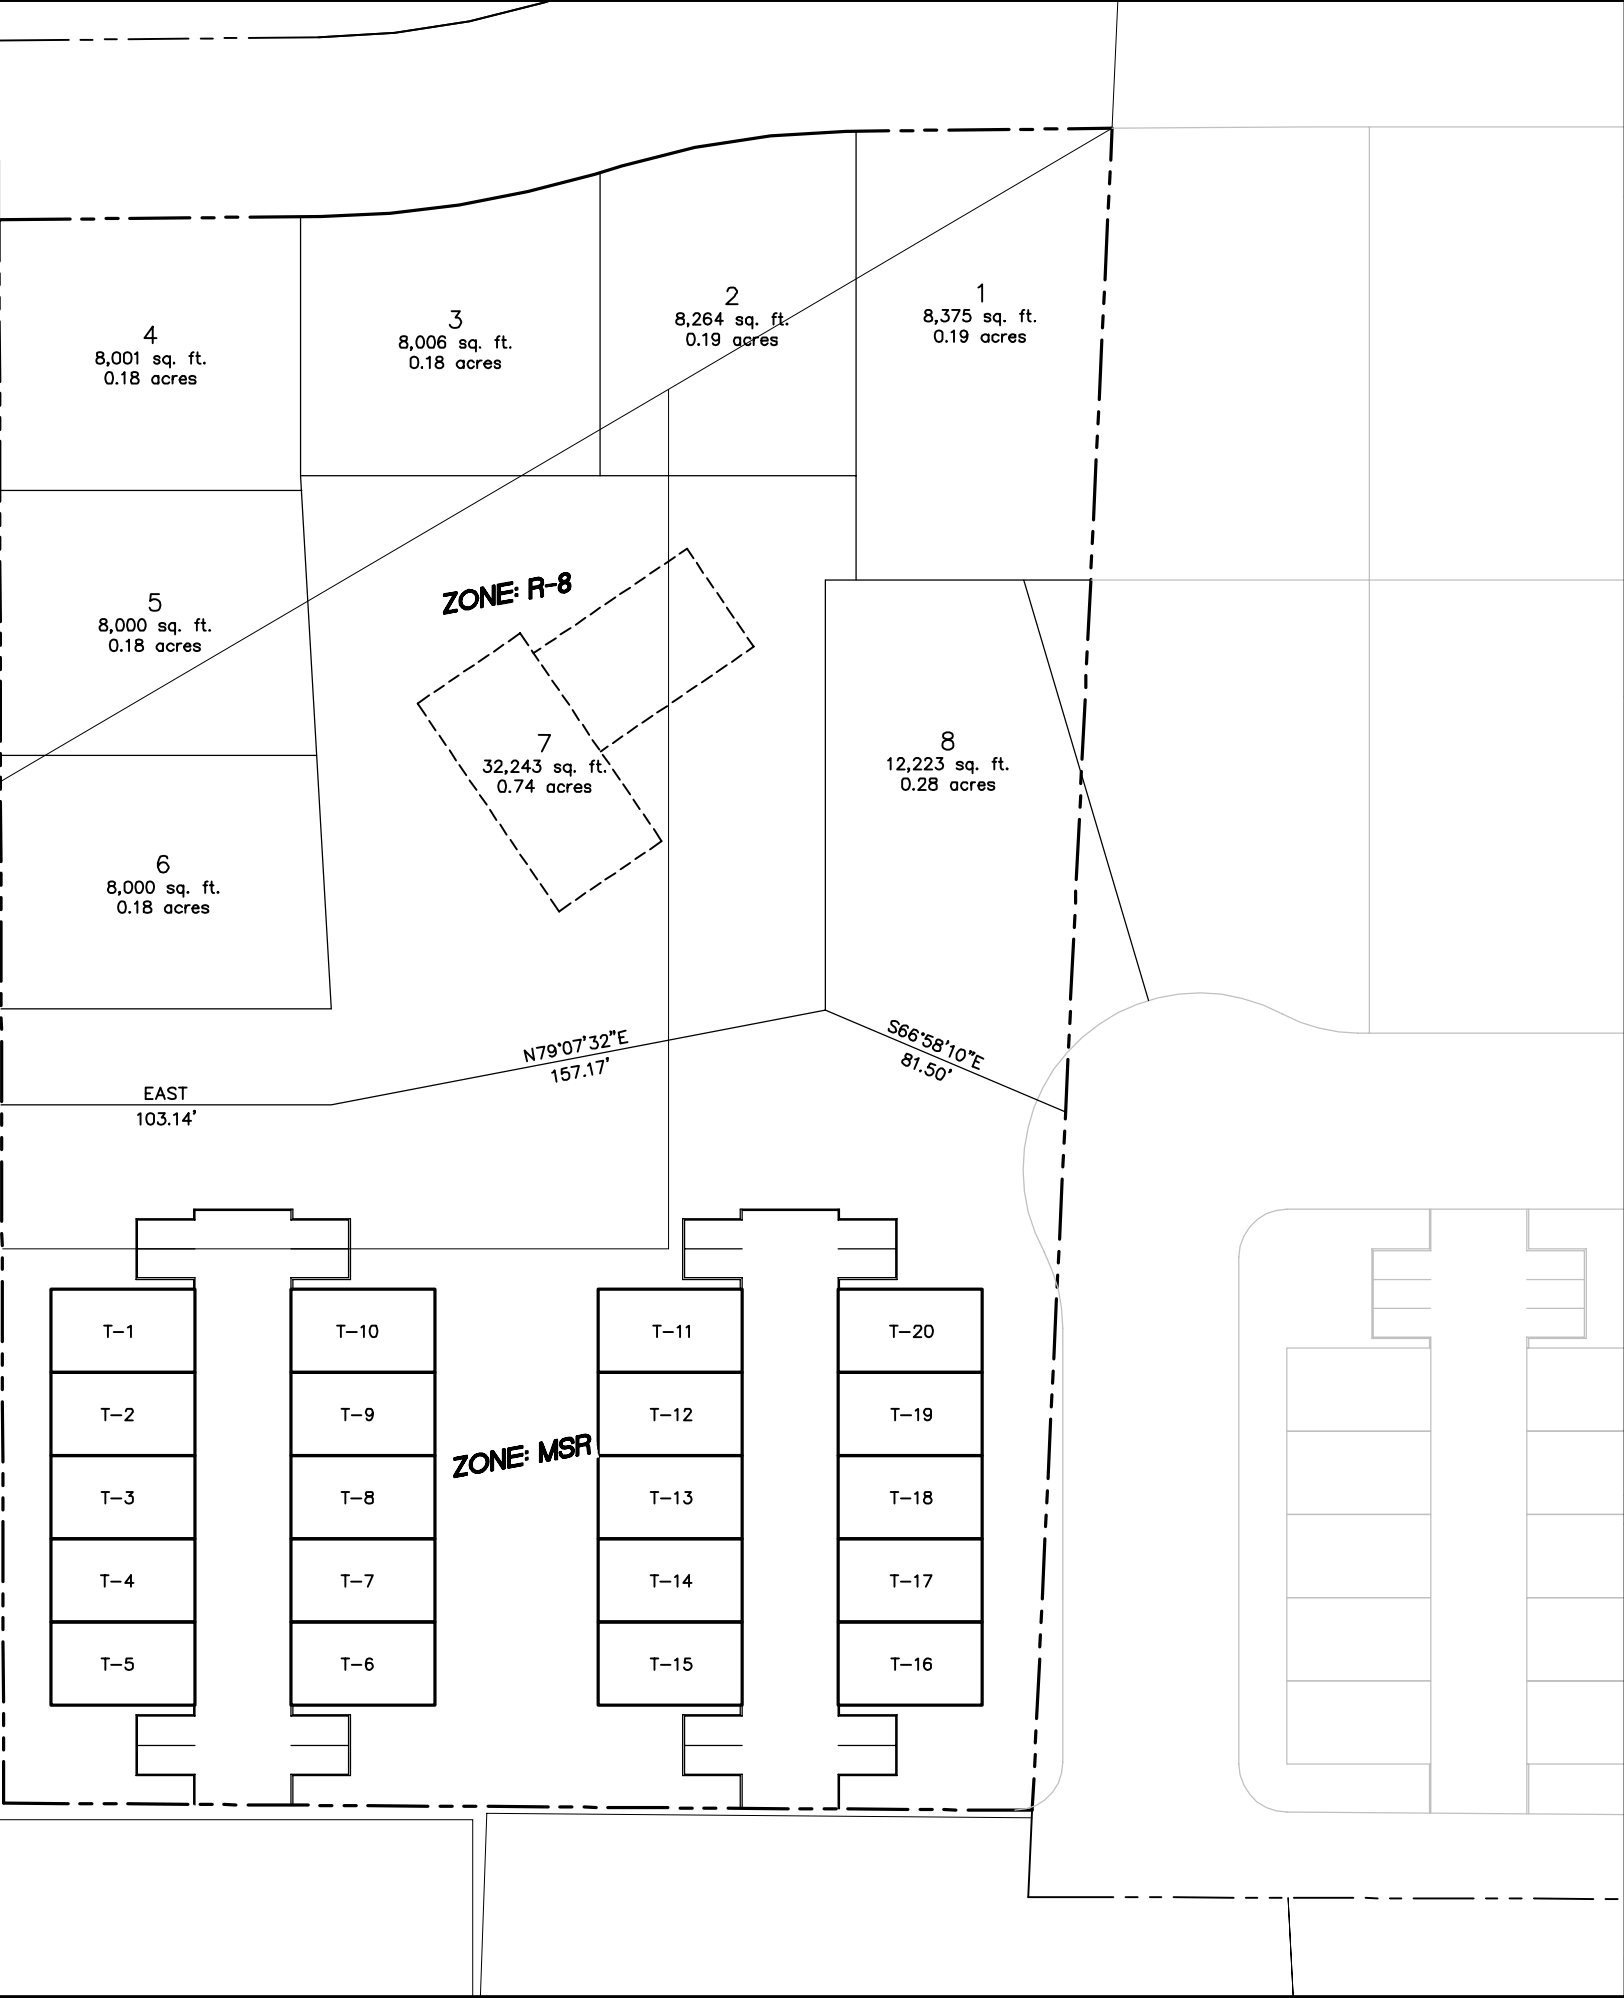 1
8,375 sq. ft.
0.19 acres
2
8,264 sq. ft.
0.19 acres
3
8,006 sq. ft.
0.18 acres
4
8,001 sq. ft.
0.18 acres
ZONE: R-8
5
8,000 sq. ft.
0.18 acres
7
32,243 sq. ft.
0.74 acres
8
12,223 sq. ft.
0.28 acres
6
8,000 sq. ft.
0.18 acres
N79°07'32"E
157.17'
S66°58'10"E
81.50'
EAST
103.14'
T-1
T-10
T-11
T-20
T-2
T-9
T-12
T-19
ZONE: MSR
T-3
T-8
T-13
T-18
T-4
T-7
T-14
T-17
T-5
T-6
T-15
T-16